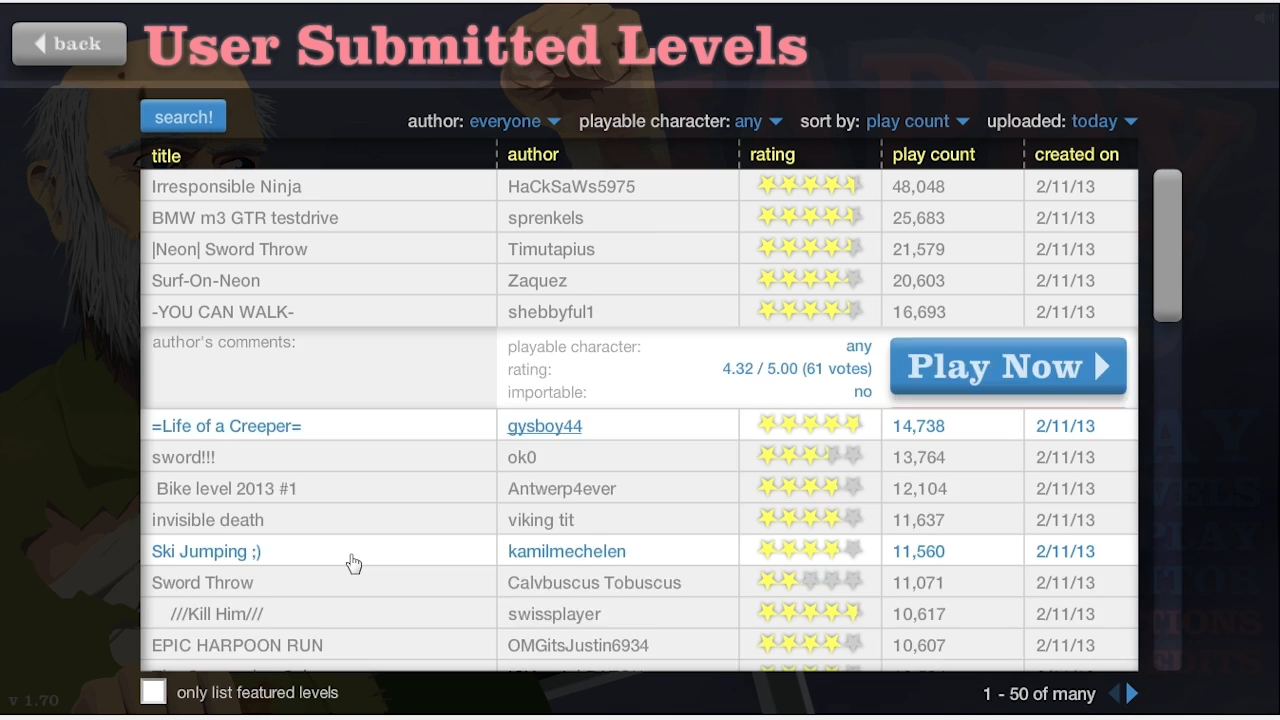 back
User Submitted Levels
search!
author: everyone playable character: any sort by: play count uploaded: today
title author rating play count created on
Irresponsible Ninja HaCkSaWs5975 48,048 2/11/13
BMW m3 GTR testdrive sprenkels 25,683 2/11/13
|Neon| Sword Throw Timutapius 21,579 2/11/13
Surf-On-Neon Zaquez 20,603 2/11/13
-YOU CAN WALK- shebbyful1 16,693 2/11/13
author's comments:
playable character: any
rating: 4.32 / 5.00 (61 votes)
importable: no
Play Now
=Life of a Creeper= gysboy44 14,738 2/11/13
sword!!! ok0 13,764 2/11/13
Bike level 2013 #1 Antwerp4ever 12,104 2/11/13
invisible death viking tit 11,637 2/11/13
Ski Jumping ;) kamilmechelen 11,560 2/11/13
Sword Throw Calvbuscus Tobuscus 11,071 2/11/13
///Kill Him/// swissplayer 10,617 2/11/13
EPIC HARPOON RUN OMGitsJustin6934 10,607 2/11/13
only list featured levels
1 - 50 of many
v 1.70